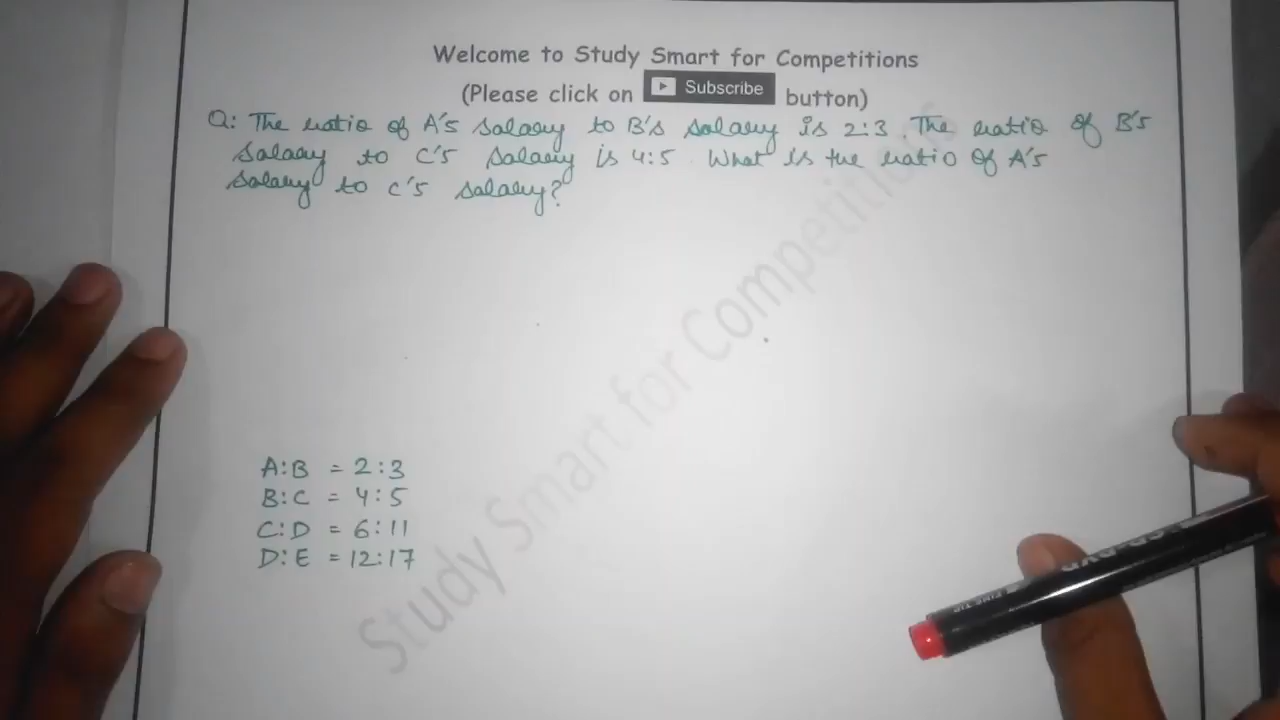 Welcome to Study Smart for Competitions
(Please click on Subscribe button)
Q: The ratio of A's salary to B's salary is 2:3. The ratio of B's
salary to C's salary is 4:5. What is the ratio of A's
salary to C's salary?
Study Smart for Competitions
A:B = 2:3
B:C = 4:5
C:D = 6:11
D:E = 12:17
FINE TIP